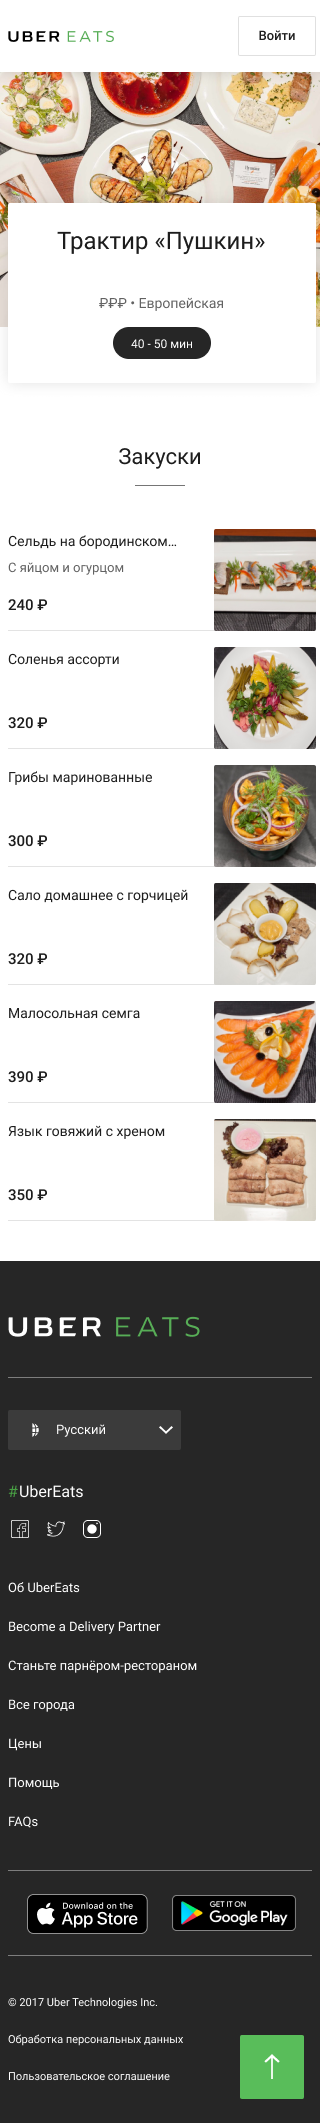 UBER EATS
Войти
Трактир «Пушкин»
₽₽₽ • Европейская
40 - 50 мин
Закуски
Сельдь на бородинском…
С яйцом и огурцом
240 ₽
Соленья ассорти
320 ₽
Грибы маринованные
300 ₽
Сало домашнее с горчицей
320 ₽
Малосольная семга
390 ₽
Язык говяжий с хреном
350 ₽
UBER EATS
Русский
#UberEats
Об UberEats
Become a Delivery Partner
Станьте парнёром-рестораном
Все города
Цены
Помощь
FAQs
Download on the
App Store
GET IT ON
Google Play
© 2017 Uber Technologies Inc.
Обработка персональных данных
Пользовательское соглашение